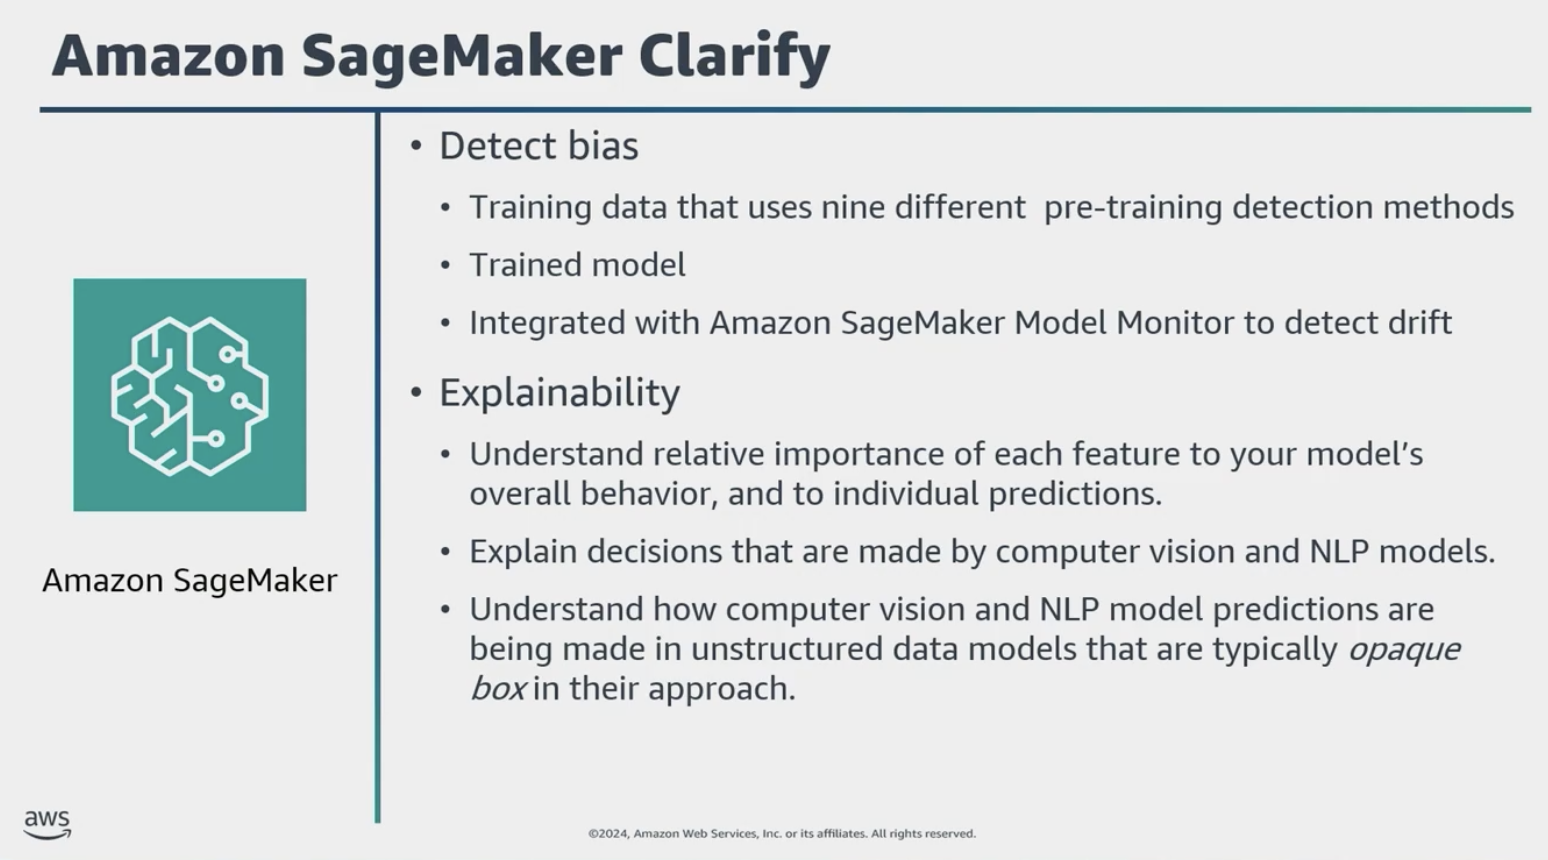 Amazon SageMaker Clarify
• Detect bias
• Training data that uses nine different pre-training detection methods
• Trained model
• Integrated with Amazon SageMaker Model Monitor to detect drift
• Explainability
• Understand relative importance of each feature to your model’s
overall behavior, and to individual predictions.
• Explain decisions that are made by computer vision and NLP models.
• Understand how computer vision and NLP model predictions are
being made in unstructured data models that are typically opaque
box in their approach.
Amazon SageMaker
aws
©2024, Amazon Web Services, Inc. or its affiliates. All rights reserved.